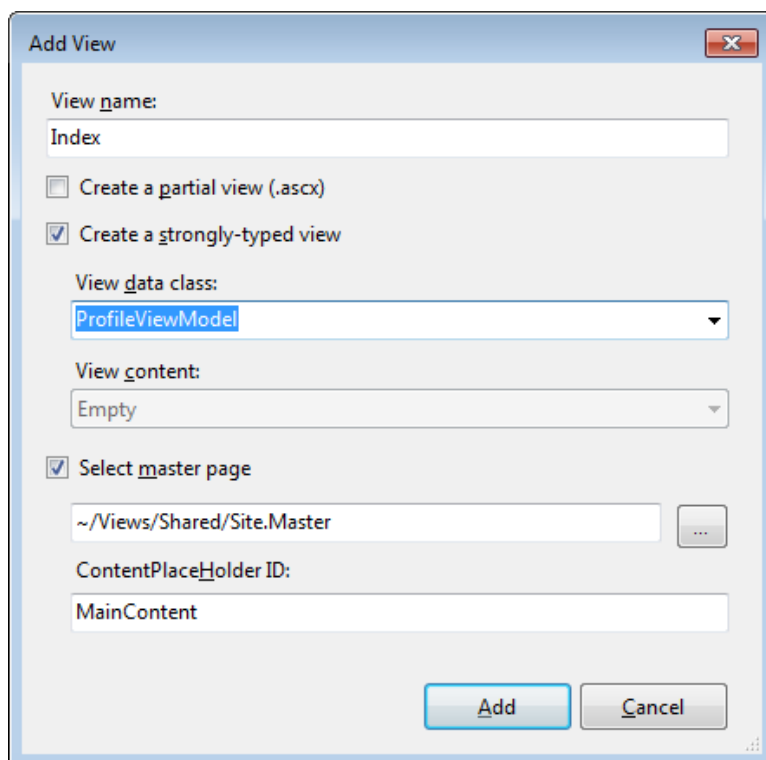 Add View
View name:
Index
Create a partial view (.ascx)
Create a strongly-typed view
View data class:
ProfileViewModel
View content:
Empty
Select master page
~/Views/Shared/Site.Master
...
ContentPlaceHolder ID:
MainContent
Add Cancel